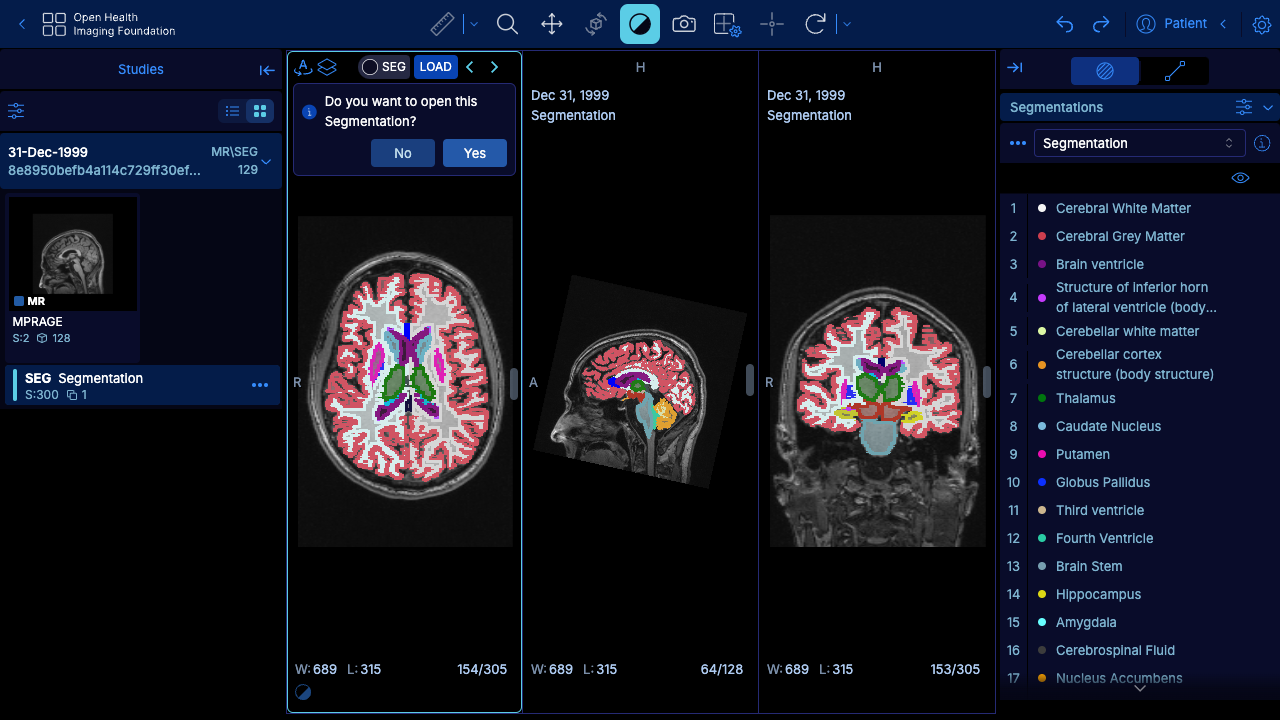 Open Health
Imaging Foundation
Patient
Studies
31-Dec-1999
MR\SEG
8e8950befb4a114c729ff30ef...
129
MR
MPRAGE
S:2 128
SEG Segmentation
S:300 1
SEG LOAD
Do you want to open this
Segmentation?
No Yes
R
W:689 L:315 154/305
H
Dec 31, 1999
Segmentation
A
W:689 L:315 64/128
H
Dec 31, 1999
Segmentation
R
W:689 L:315 153/305
Segmentations
Segmentation
1 Cerebral White Matter
2 Cerebral Grey Matter
3 Brain ventricle
4 Structure of inferior horn
of lateral ventricle (body...
5 Cerebellar white matter
6 Cerebellar cortex
structure (body structure)
7 Thalamus
8 Caudate Nucleus
9 Putamen
10 Globus Pallidus
11 Third ventricle
12 Fourth Ventricle
13 Brain Stem
14 Hippocampus
15 Amygdala
16 Cerebrospinal Fluid
17 Nucleus Accumbens